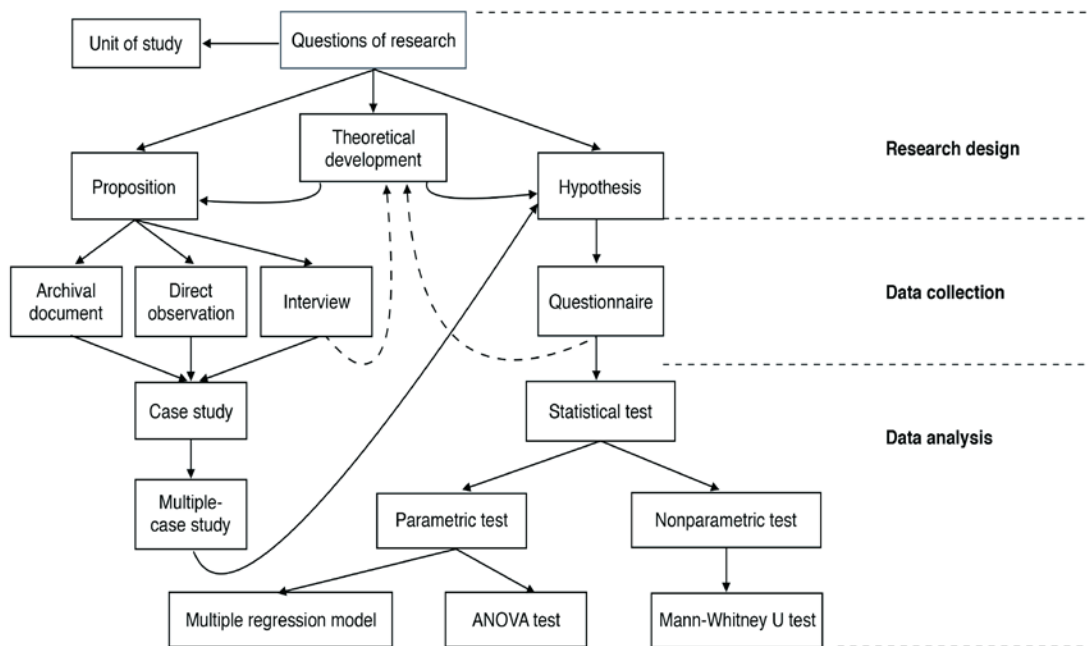 Questions of research
Unit of study
Theoretical
development
Research design
Proposition
Hypothesis
Archival
document
Direct
observation
Interview
Questionnaire
Data collection
Case study
Statistical test
Data analysis
Multiple-
case study
Parametric test
Nonparametric test
Multiple regression model
ANOVA test
Mann-Whitney U test